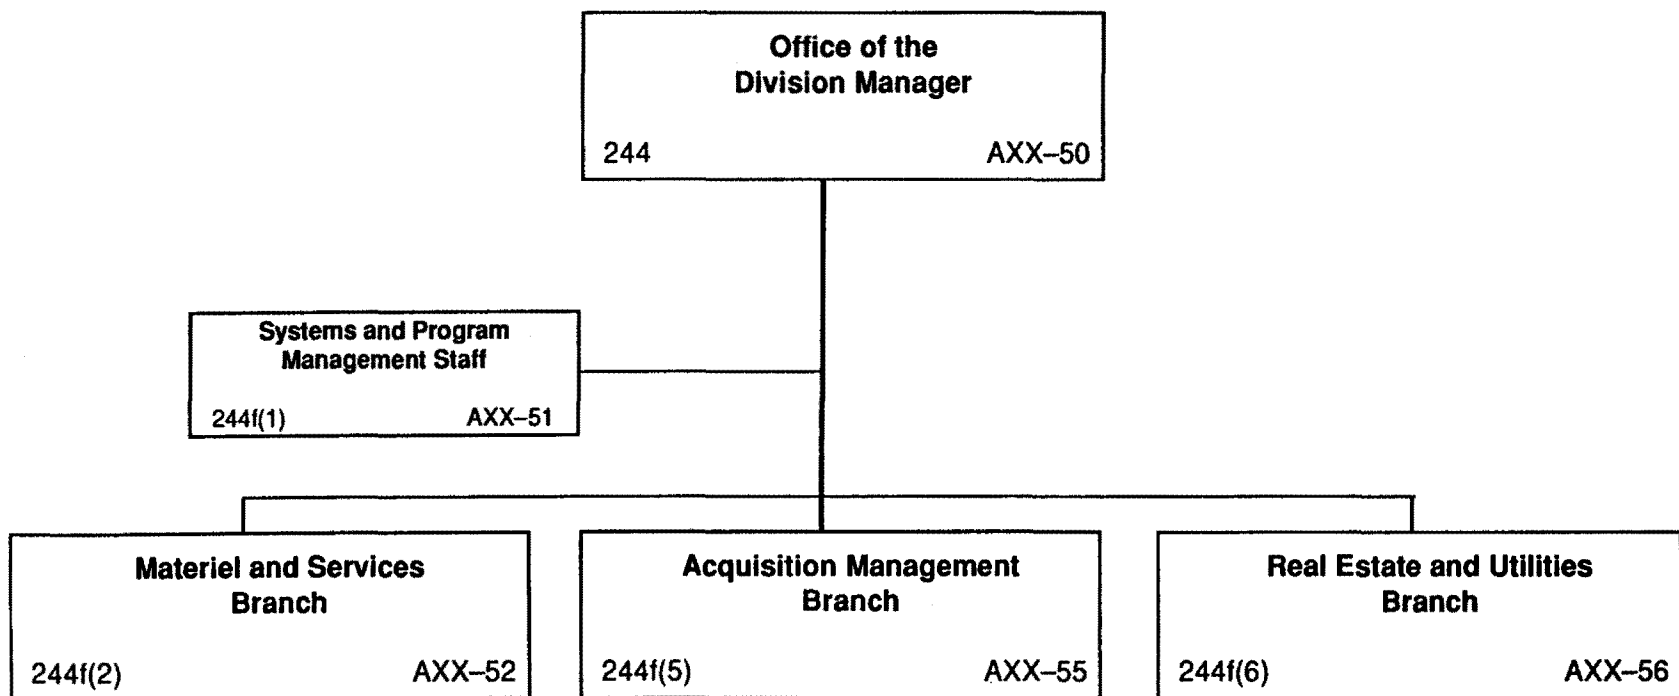 Office of the
Division Manager
244 AXX–50
Systems and Program
Management Staff
244f(1) AXX–51
Materiel and Services
Branch
244f(2) AXX–52
Acquisition Management
Branch
244f(5) AXX–55
Real Estate and Utilities
Branch
244f(6) AXX–56